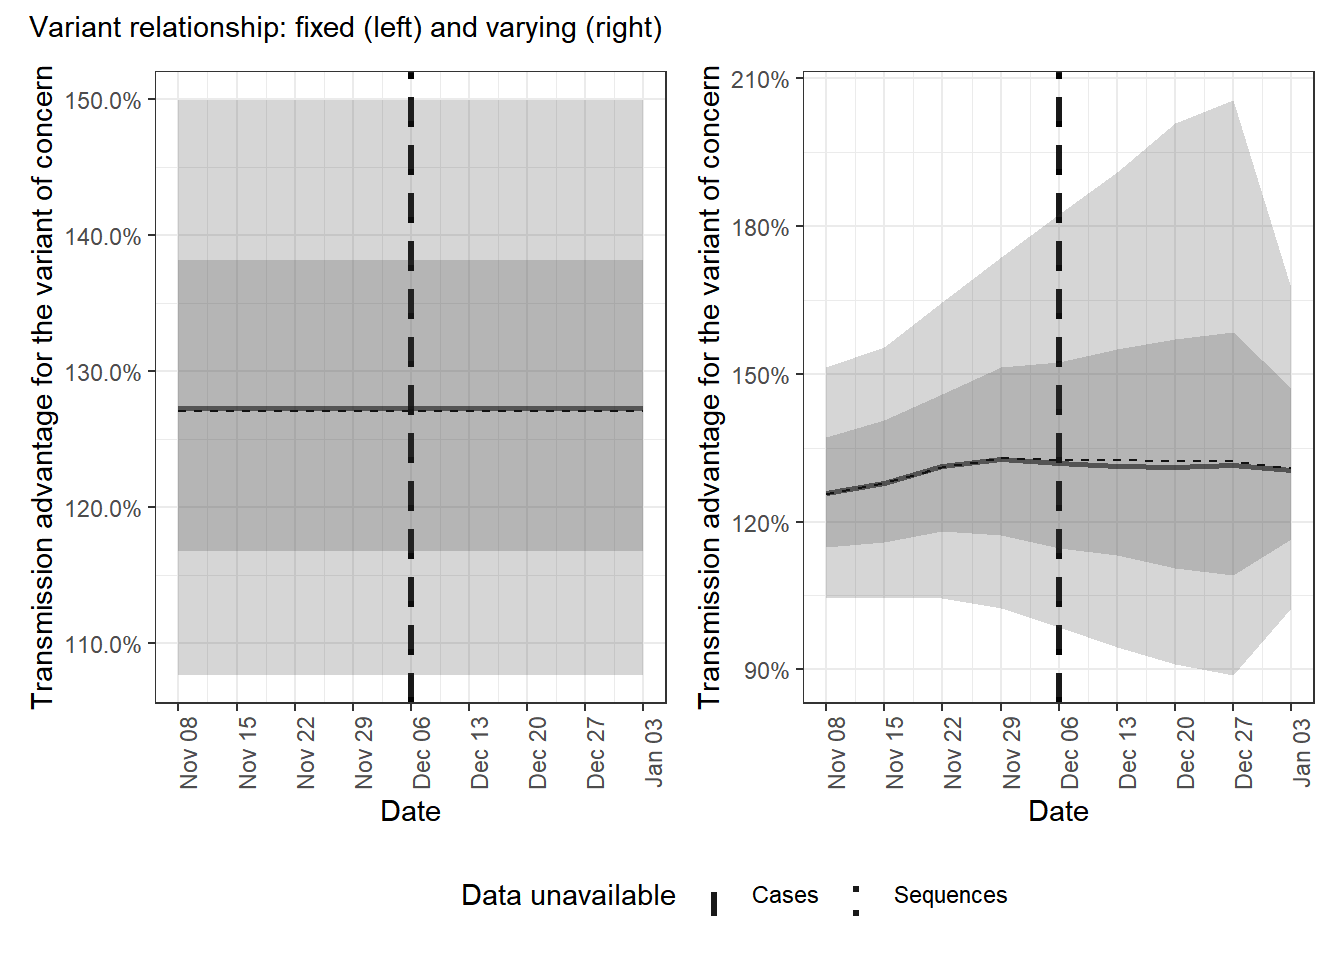 Variant relationship: fixed (left) and varying (right)
Transmission advantage for the variant of concern
150.0%
140.0%
130.0%
120.0%
110.0%
Nov 08
Nov 15
Nov 22
Nov 29
Dec 06
Dec 13
Dec 20
Dec 27
Jan 03
Date
Transmission advantage for the variant of concern
210%
180%
150%
120%
90%
Nov 08
Nov 15
Nov 22
Nov 29
Dec 06
Dec 13
Dec 20
Dec 27
Jan 03
Date
Data unavailable Cases Sequences